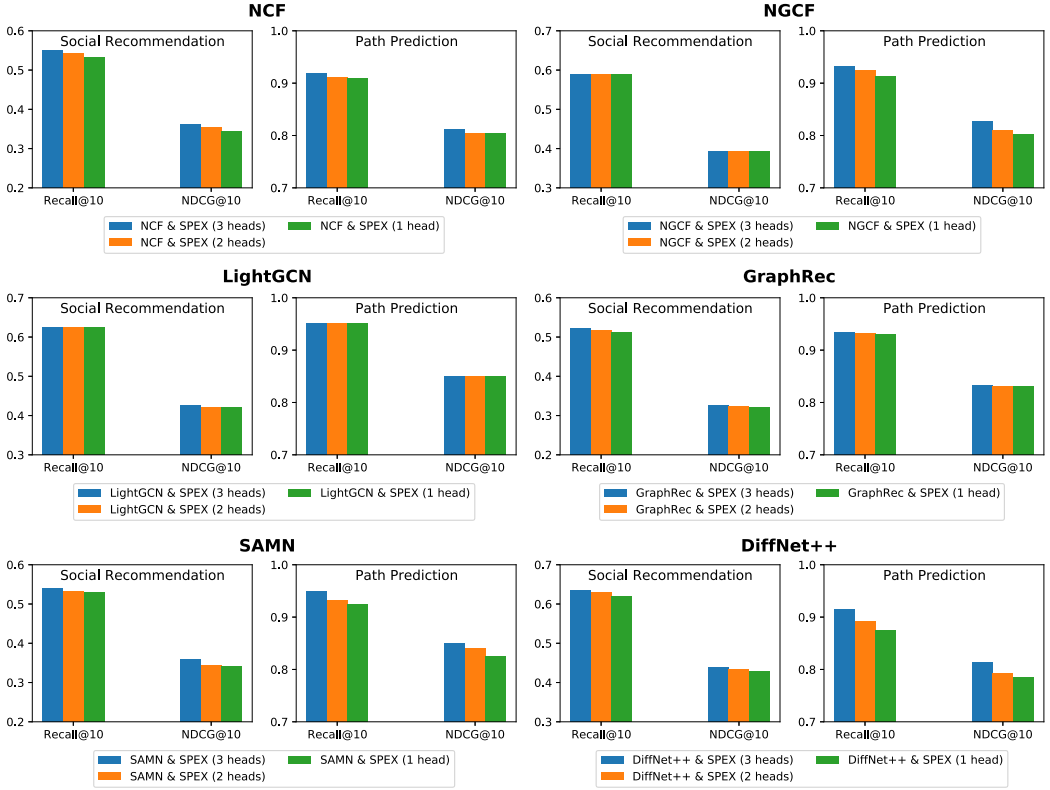 NCF
Social Recommendation
0.6
0.5
0.4
0.3
0.2
Recall@10 NDCG@10
Path Prediction
1.0
0.9
0.8
0.7
Recall@10 NDCG@10
NCF & SPEX (3 heads) NCF & SPEX (1 head)
NCF & SPEX (2 heads)
NGCF
Social Recommendation
0.7
0.6
0.5
0.4
0.3
Recall@10 NDCG@10
Path Prediction
1.0
0.9
0.8
0.7
Recall@10 NDCG@10
NGCF & SPEX (3 heads) NGCF & SPEX (1 head)
NGCF & SPEX (2 heads)
LightGCN
Social Recommendation
0.7
0.6
0.5
0.4
0.3
Recall@10 NDCG@10
Path Prediction
1.0
0.9
0.8
0.7
Recall@10 NDCG@10
LightGCN & SPEX (3 heads) LightGCN & SPEX (1 head)
LightGCN & SPEX (2 heads)
GraphRec
Social Recommendation
0.6
0.5
0.4
0.3
0.2
Recall@10 NDCG@10
Path Prediction
1.0
0.9
0.8
0.7
Recall@10 NDCG@10
GraphRec & SPEX (3 heads) GraphRec & SPEX (1 head)
GraphRec & SPEX (2 heads)
SAMN
Social Recommendation
0.6
0.5
0.4
0.3
0.2
Recall@10 NDCG@10
Path Prediction
1.0
0.9
0.8
0.7
Recall@10 NDCG@10
SAMN & SPEX (3 heads) SAMN & SPEX (1 head)
SAMN & SPEX (2 heads)
DiffNet++
Social Recommendation
0.7
0.6
0.5
0.4
0.3
Recall@10 NDCG@10
Path Prediction
1.0
0.9
0.8
0.7
Recall@10 NDCG@10
DiffNet++ & SPEX (3 heads) DiffNet++ & SPEX (1 head)
DiffNet++ & SPEX (2 heads)